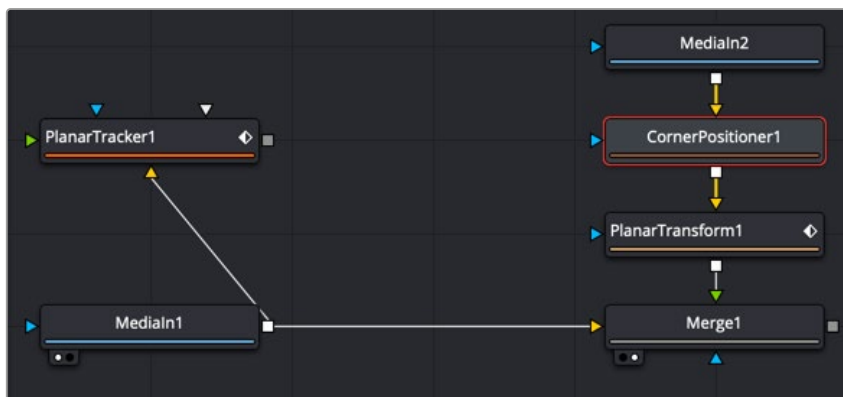 MediaIn2
PlanarTracker1
CornerPositioner1
PlanarTransform1
MediaIn1
Merge1